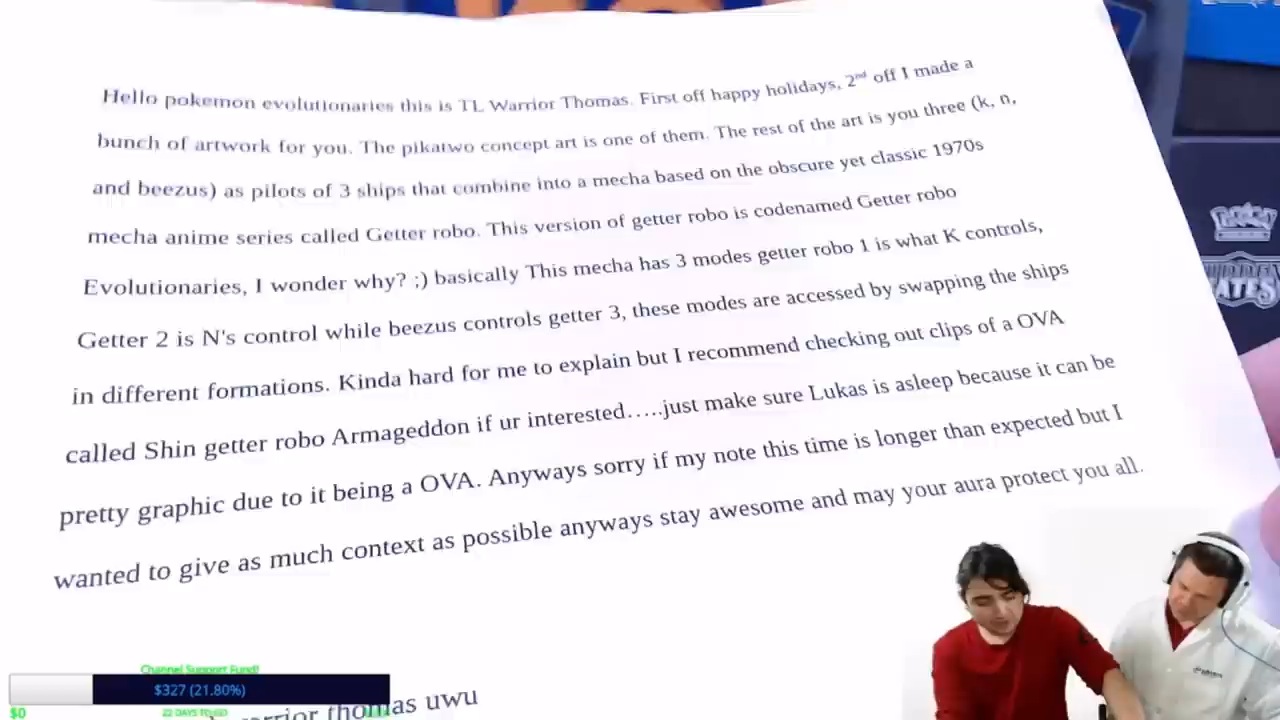 Hello pokemon evolutionaries this is TL Warrior Thomas. First off happy holidays, 2nd off I made a
bunch of artwork for you. The pikatwo concept art is one of them. The rest of the art is you three (k, n,
and beezus) as pilots of 3 ships that combine into a mecha based on the obscure yet classic 1970s
mecha anime series called Getter robo. This version of getter robo is codenamed Getter robo
Evolutionaries, I wonder why? ;) basically This mecha has 3 modes getter robo 1 is what K controls,
Getter 2 is N's control while beezus controls getter 3, these modes are accessed by swapping the ships
in different formations. Kinda hard for me to explain but I recommend checking out clips of a OVA
called Shin getter robo Armageddon if ur interested…..just make sure Lukas is asleep because it can be
pretty graphic due to it being a OVA. Anyways sorry if my note this time is longer than expected but I
wanted to give as much context as possible anyways stay awesome and may your aura protect you all.
thomas uwu
Channel Support Fund!
$327 (21.80%)
$0